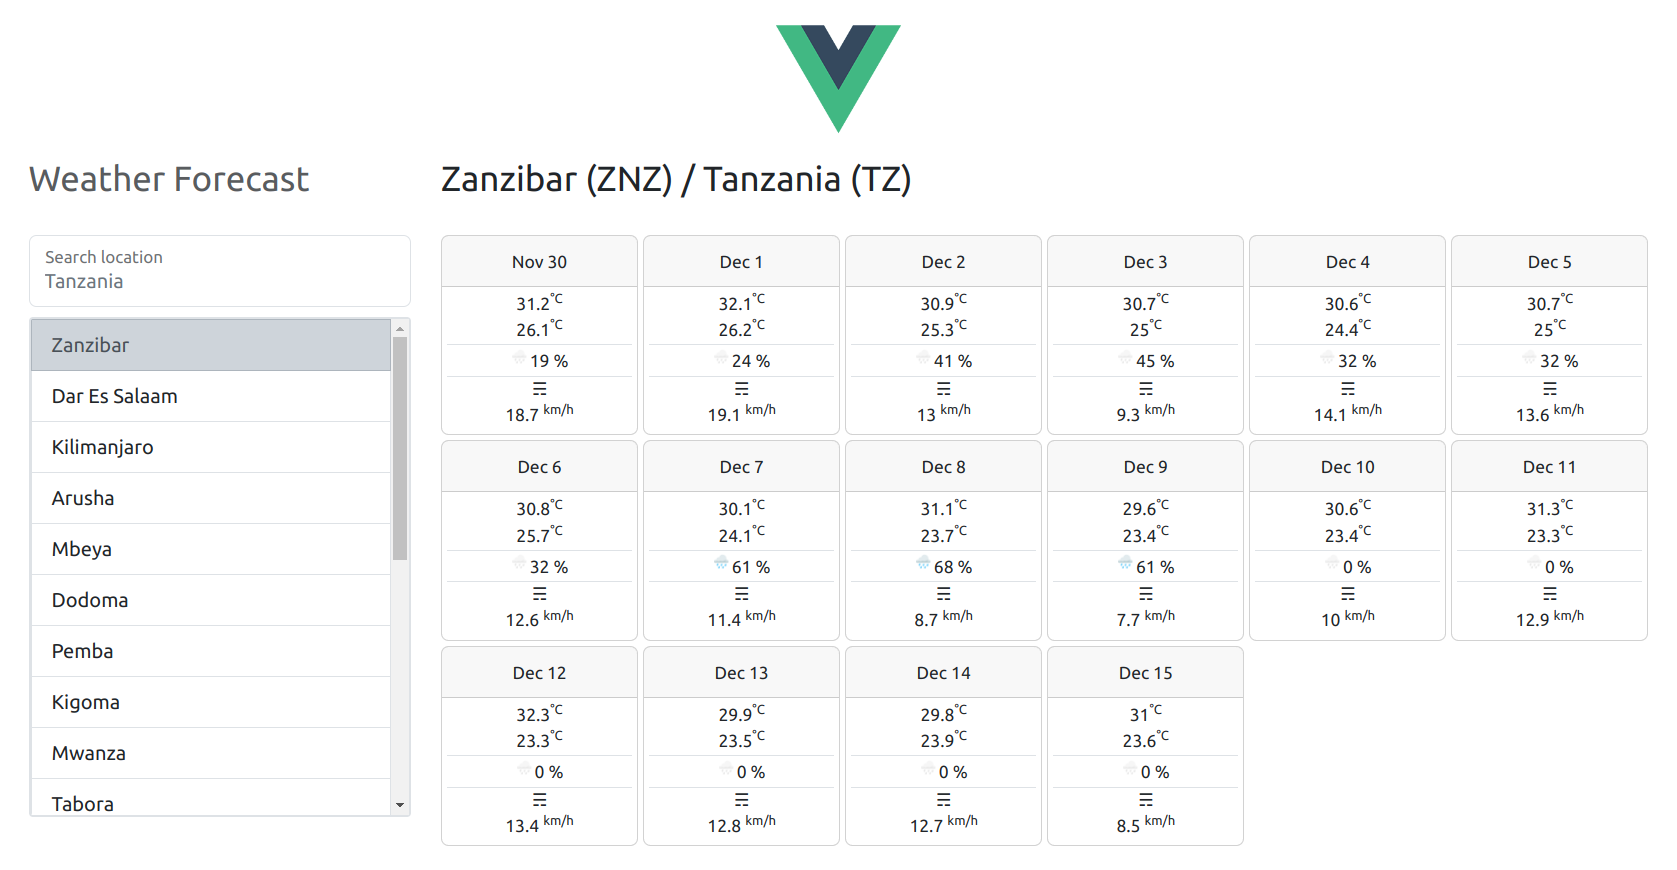 Weather Forecast
Zanzibar (ZNZ) / Tanzania (TZ)
Search location
Tanzania
Zanzibar
Dar Es Salaam
Kilimanjaro
Arusha
Mbeya
Dodoma
Pemba
Kigoma
Mwanza
Tabora
Nov 30
31.2°C
26.1°C
19 %
18.7 km/h
Dec 1
32.1°C
26.2°C
24 %
19.1 km/h
Dec 2
30.9°C
25.3°C
41 %
13 km/h
Dec 3
30.7°C
25°C
45 %
9.3 km/h
Dec 4
30.6°C
24.4°C
32 %
14.1 km/h
Dec 5
30.7°C
25°C
32 %
13.6 km/h
Dec 6
30.8°C
25.7°C
32 %
12.6 km/h
Dec 7
30.1°C
24.1°C
61 %
11.4 km/h
Dec 8
31.1°C
23.7°C
68 %
8.7 km/h
Dec 9
29.6°C
23.4°C
61 %
7.7 km/h
Dec 10
30.6°C
23.4°C
0 %
10 km/h
Dec 11
31.3°C
23.3°C
0 %
12.9 km/h
Dec 12
32.3°C
23.3°C
0 %
13.4 km/h
Dec 13
29.9°C
23.5°C
0 %
12.8 km/h
Dec 14
29.8°C
23.9°C
0 %
12.7 km/h
Dec 15
31°C
23.6°C
0 %
8.5 km/h